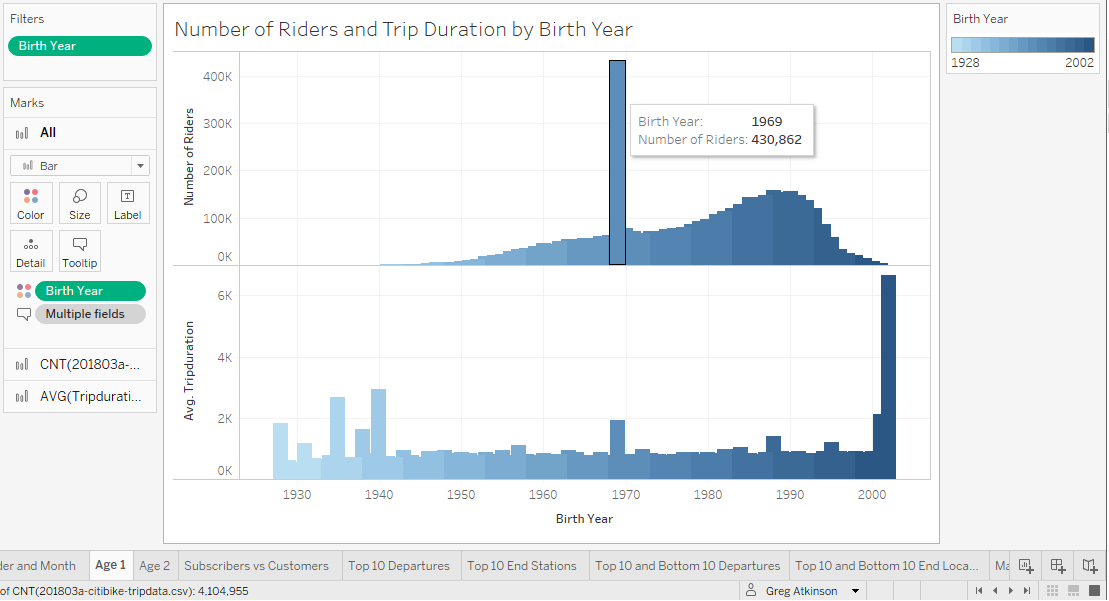 Filters
Birth Year
Marks
All
Bar
Color
Size
Label
Detail
Tooltip
Birth Year
Multiple fields
CNT(201803a-...
AVG(Tripdurati...
Number of Riders and Trip Duration by Birth Year
Number of Riders
400K
300K
200K
100K
0K
Birth Year: 1969
Number of Riders: 430,862
Avg. Tripduration
6K
4K
2K
0K
1930 1940 1950 1960 1970 1980 1990 2000
Birth Year
Birth Year
1928 2002
der and Month Age 1 Age 2 Subscribers vs Customers Top 10 Departures Top 10 End Stations Top 10 and Bottom 10 Departures Top 10 and Bottom 10 End Loca... Ma
of CNT(201803a-citibike-tripdata.csv): 4,104,955 Greg Atkinson